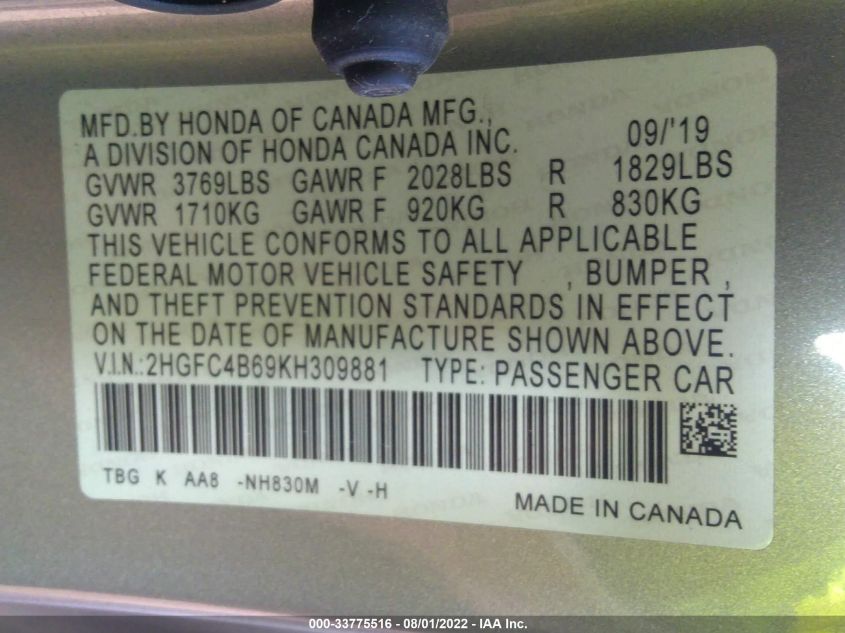 MFD.BY HONDA OF CANADA MFG.,
A DIVISION OF HONDA CANADA INC. 09/'19
GVWR 3769LBS GAWR F 2028LBS R 1829LBS
GVWR 1710KG GAWR F 920KG R 830KG
THIS VEHICLE CONFORMS TO ALL APPLICABLE
FEDERAL MOTOR VEHICLE SAFETY , BUMPER ,
AND THEFT PREVENTION STANDARDS IN EFFECT
ON THE DATE OF MANUFACTURE SHOWN ABOVE.
V.I.N.:2HGFC4B69KH309881 TYPE: PASSENGER CAR
TBG K AA8 -NH830M -V -H
MADE IN CANADA
000-33775516 - 08/01/2022 - IAA Inc.